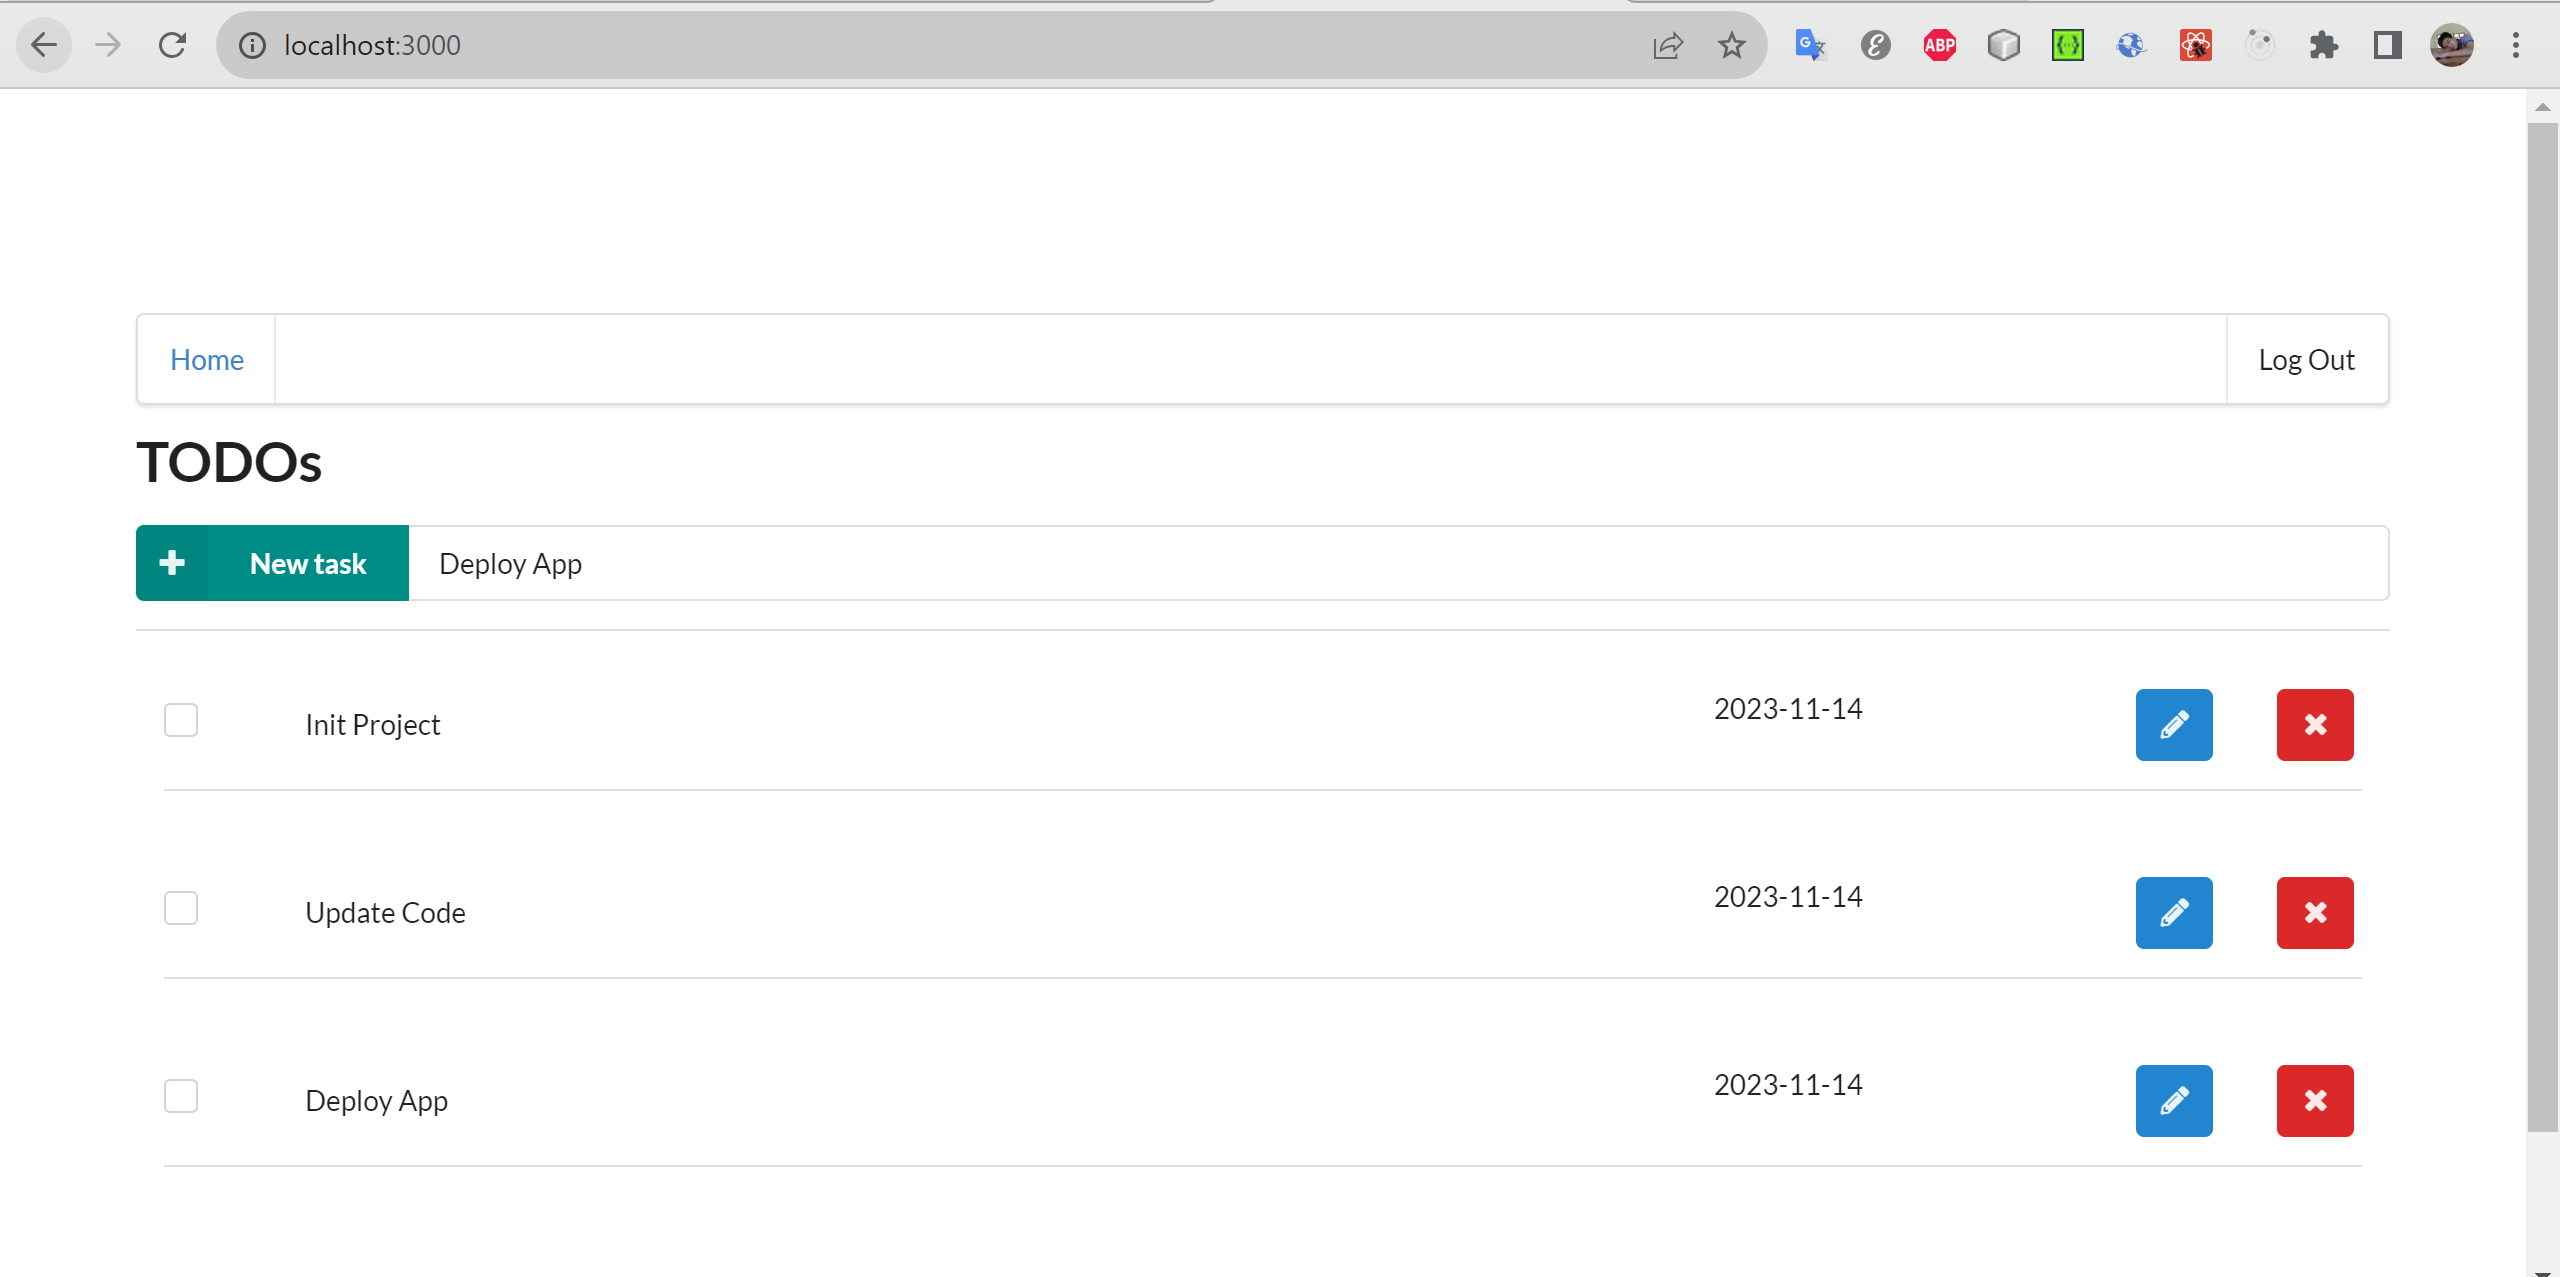 localhost:3000
ABP
Home
Log Out
TODOs
New task
Deploy App
Init Project
2023-11-14
Update Code
2023-11-14
Deploy App
2023-11-14